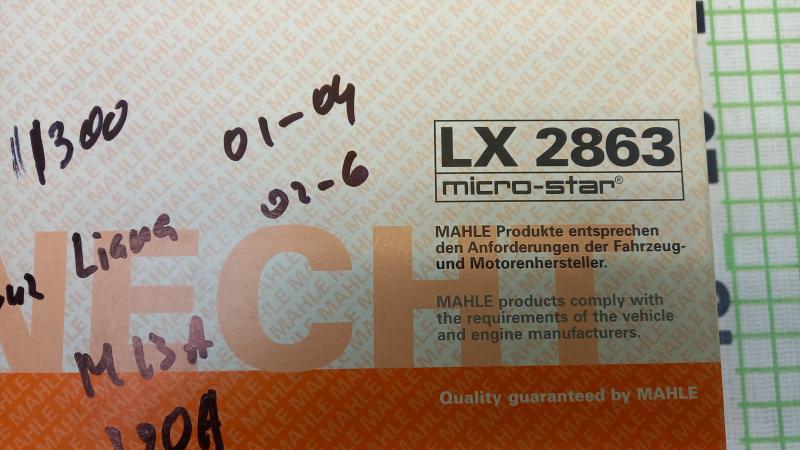 1300
01-04
02-6
Liana
M13A
LX 2863
micro-star®
MAHLE Produkte entsprechen
den Anforderungen der Fahrzeug-
und Motorenhersteller.
MAHLE products comply with
the requirements of the vehicle
and engine manufacturers.
NECHT
Quality guaranteed by MAHLE